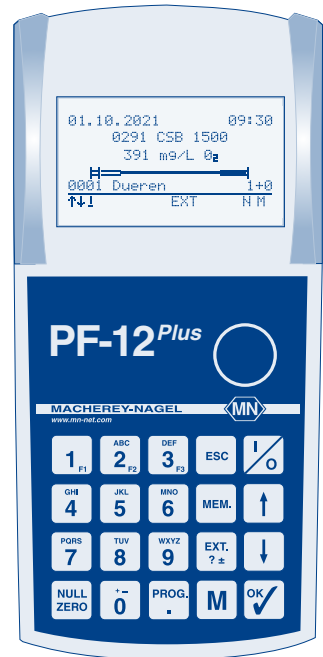 01.10.2021 09:30
0291 CSB 1500
391 mg/L O₂
0001 Dueren 1+0
↑↓! EXT N M
PF-12 Plus
MACHEREY-NAGEL MN
www.mn-net.com
1 F1 ABC 2 F2 DEF 3 F3 ESC I/O
GHI 4 JKL 5 MNO 6 MEM. ↑
PQRS 7 TUV 8 WXYZ 9 EXT. ? ± ↓
NULL ZERO + - 0 PROG. . M OK